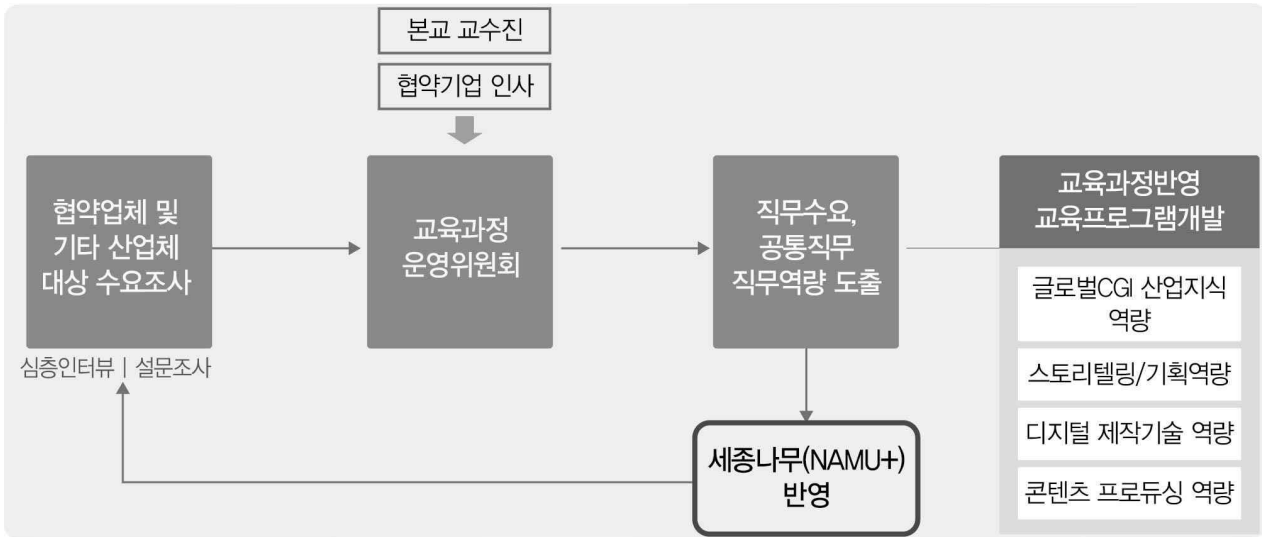 본교 교수진
협약기업 인사
협약업체 및
기타 산업체
대상 수요조사
심층인터뷰 | 설문조사
교육과정
운영위원회
직무수요,
공통직무
직무역량 도출
세종나무(NAMU+)
반영
교육과정반영
교육프로그램개발
글로벌CGI 산업지식
역량
스토리텔링/기획역량
디지털 제작기술 역량
콘텐츠 프로듀싱 역량